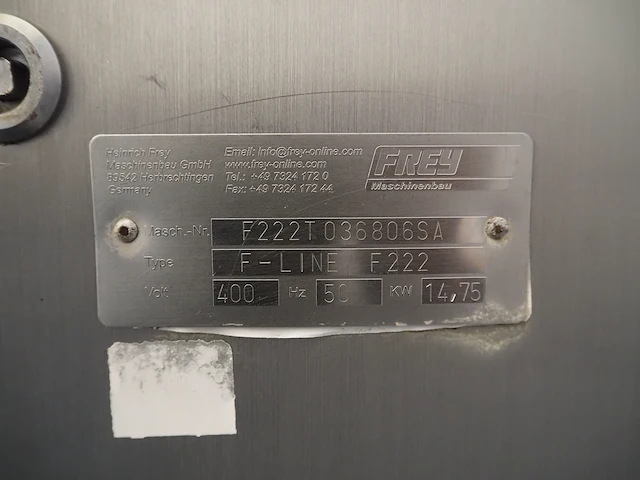 Heinrich Frey
Maschinenbau GmbH
89542 Herbrechtingen
Germany
Email: info@frey-online.com
www.frey-online.com
Tel.: +49 7324 172 0
Fax: +49 7324 172 44
FREY
Maschinenbau
Masch.-Nr. F222T036806SA
Type F-LINE F222
Volt 400 Hz 50 KW 14,75